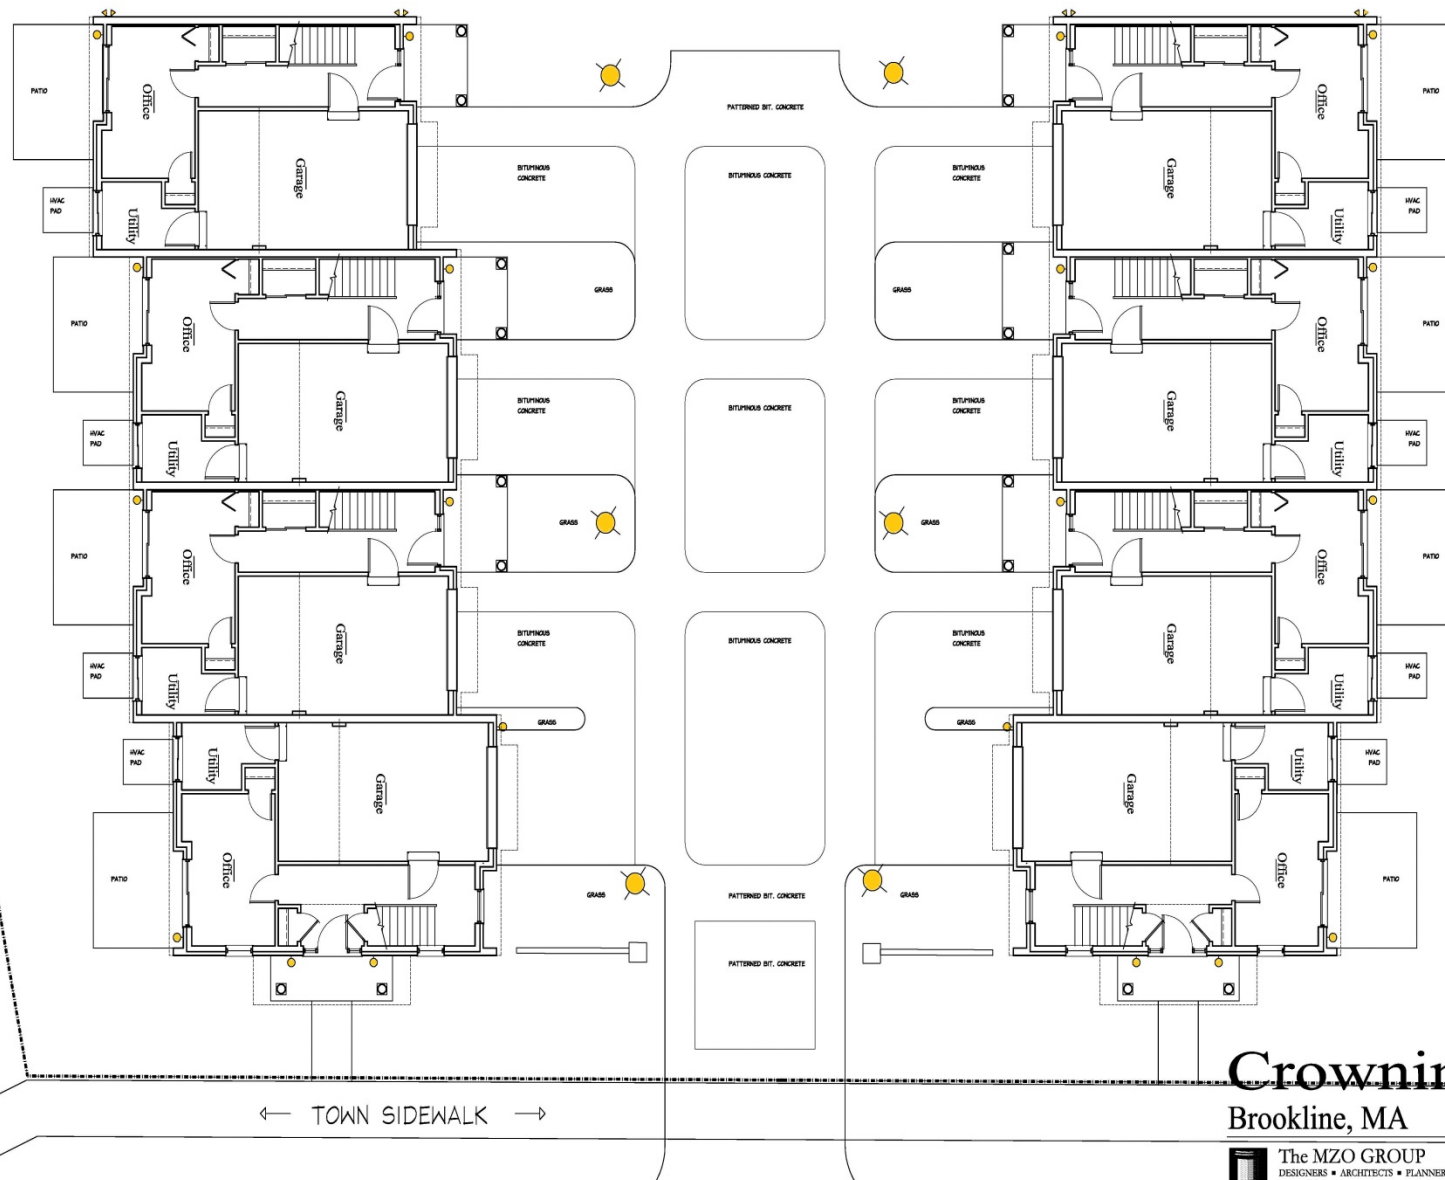 PATTERNED BIT. CONCRETE
PATIO
Office
Garage
BITUMINOUS
CONCRETE
BITUMINOUS CONCRETE
BITUMINOUS
CONCRETE
Garage
Office
PATIO
HVAC
PAD
Utility
Utility
HVAC
PAD
PATIO
Office
Garage
GRASS
GRASS
Garage
Office
PATIO
BITUMINOUS
CONCRETE
BITUMINOUS CONCRETE
BITUMINOUS
CONCRETE
HVAC
PAD
Utility
Utility
HVAC
PAD
PATIO
Office
Garage
GRASS
GRASS
Garage
Office
PATIO
BITUMINOUS
CONCRETE
BITUMINOUS CONCRETE
BITUMINOUS
CONCRETE
HVAC
PAD
Utility
Utility
HVAC
PAD
GRASS
GRASS
HVAC
PAD
Utility
Garage
Garage
Utility
HVAC
PAD
PATIO
Office
GRASS
PATTERNED BIT. CONCRETE
GRASS
Office
PATIO
PATTERNED BIT. CONCRETE
TOWN SIDEWALK
Crownin
Brookline, MA
The MZO GROUP
DESIGNERS ▪ ARCHITECTS ▪ PLANNER